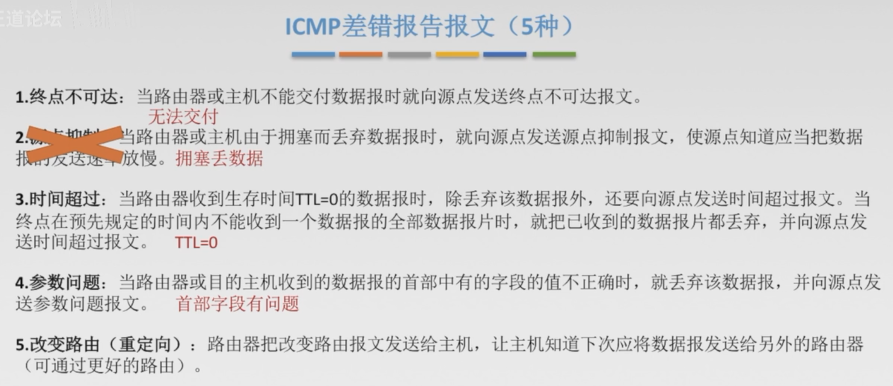 道论坛
ICMP差错报告报文（5种）
1.终点不可达：当路由器或主机不能交付数据报时就向源点发送终点不可达报文。
无法交付
2.源点抑制：当路由器或主机由于拥塞而丢弃数据报时，就向源点发送源点抑制报文，使源点知道应当把数据
报的发送速率放慢。拥塞丢数据
3.时间超过：当路由器收到生存时间TTL=0的数据报时，除丢弃该数据报外，还要向源点发送时间超过报文。当
终点在预先规定的时间内不能收到一个数据报的全部数据报片时，就把已收到的数据报片都丢弃，并向源点发
送时间超过报文。 TTL=0
4.参数问题：当路由器或目的主机收到的数据报的首部中有的字段的值不正确时，就丢弃该数据报，并向源点发
送参数问题报文。 首部字段有问题
5.改变路由（重定向）：路由器把改变路由报文发送给主机，让主机知道下次应将数据报发送给另外的路由器
（可通过更好的路由）。